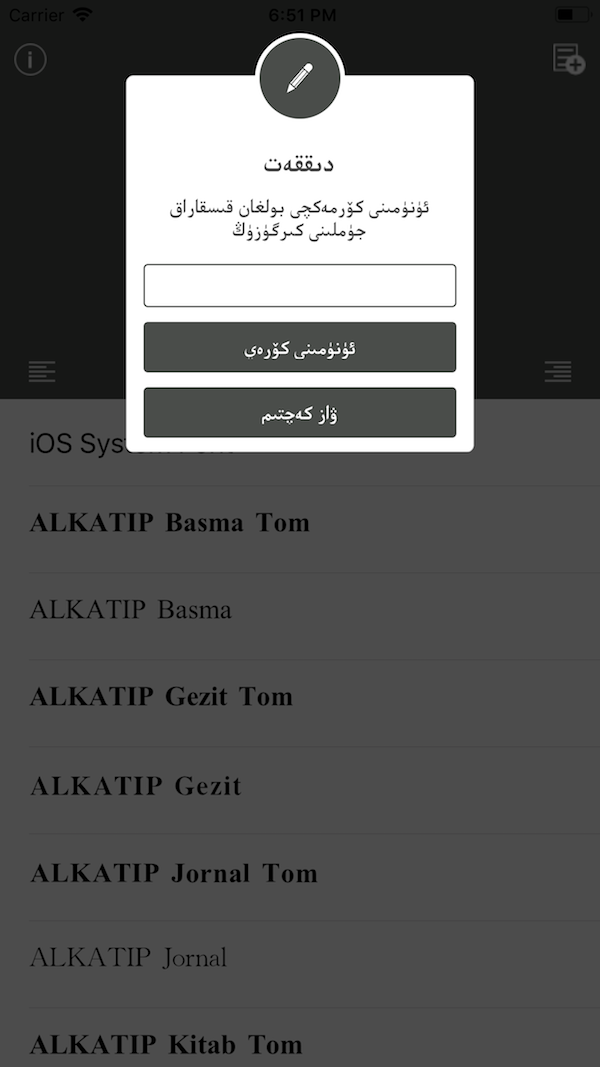 Carrier 6:51 PM
دىققەت
ئۈنۈمىنى كۆرمەكچى بولغان قىسقاراق
جۈملىنى كىرگۈزۈڭ
ئۈنۈمىنى كۆرەي
ۋاز كەچتىم
iOS System Font
ALKATIP Basma Tom
ALKATIP Basma
ALKATIP Gezit Tom
ALKATIP Gezit
ALKATIP Jornal Tom
ALKATIP Jornal
ALKATIP Kitab Tom